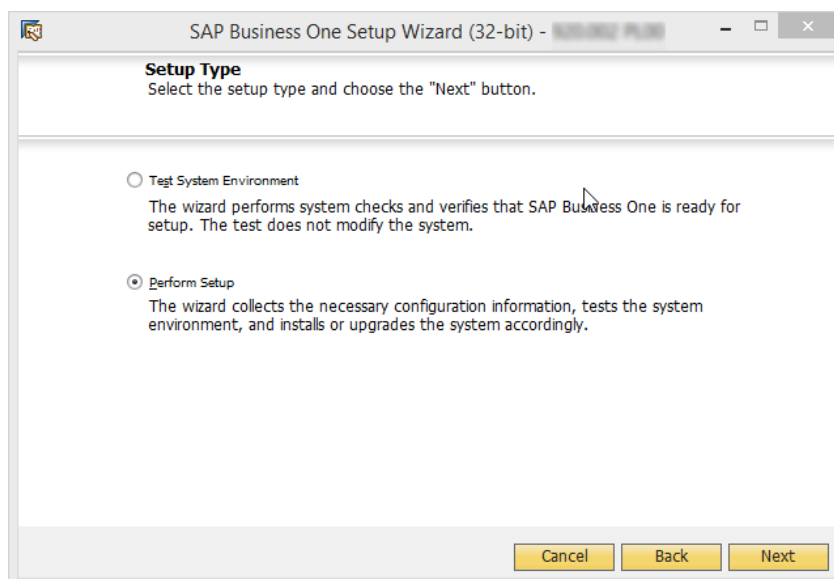 SAP Business One Setup Wizard (32-bit) -
Setup Type
Select the setup type and choose the "Next" button.
Test System Environment
The wizard performs system checks and verifies that SAP Business One is ready for
setup. The test does not modify the system.
Perform Setup
The wizard collects the necessary configuration information, tests the system
environment, and installs or upgrades the system accordingly.
Cancel Back Next